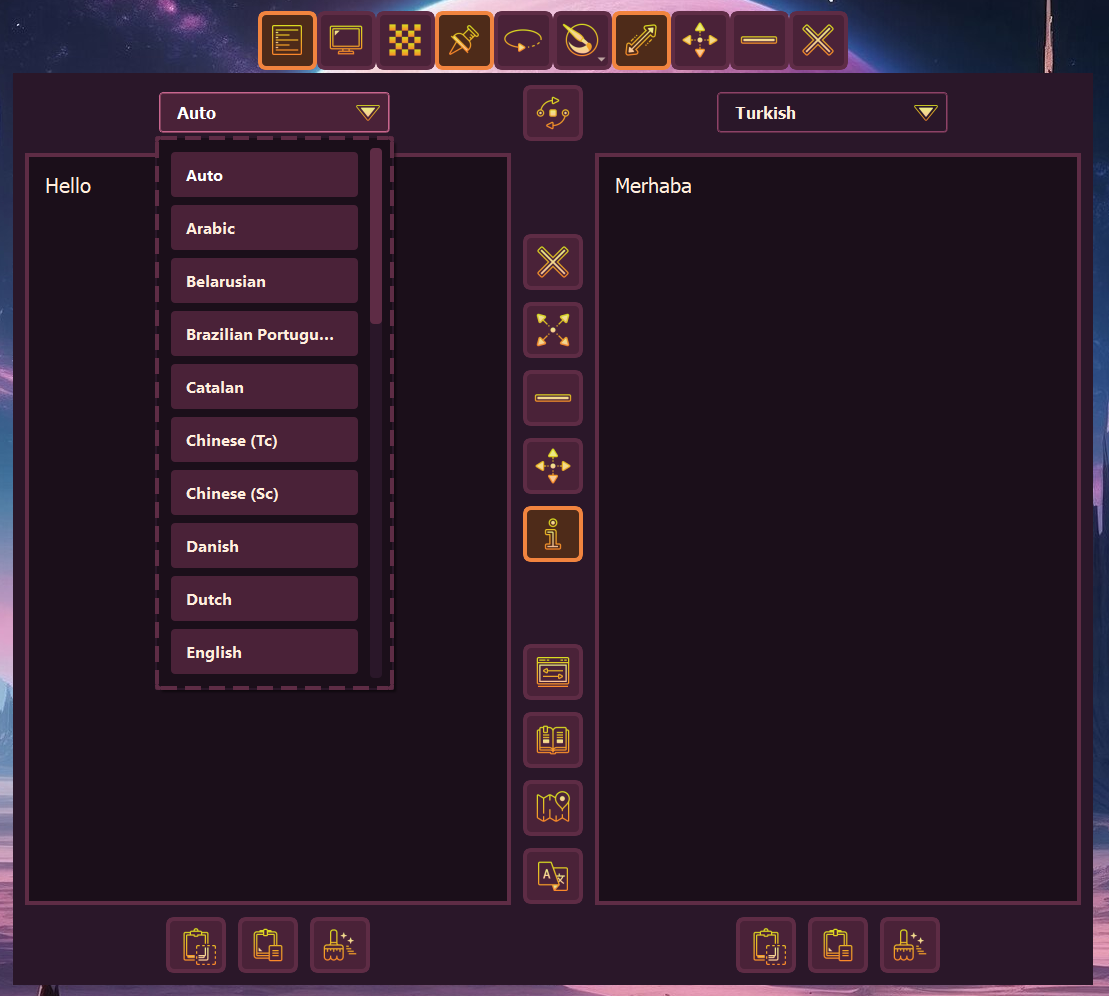 Auto
Turkish
Hello
Merhaba
Auto
Arabic
Belarusian
Brazilian Portugu...
Catalan
Chinese (Tc)
Chinese (Sc)
Danish
Dutch
English